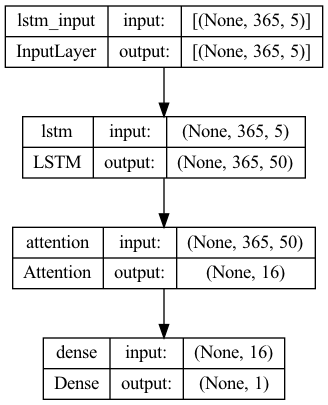 lstm_input input: [(None, 365, 5)]
InputLayer output: [(None, 365, 5)]
lstm input: (None, 365, 5)
LSTM output: (None, 365, 50)
attention input: (None, 365, 50)
Attention output: (None, 16)
dense input: (None, 16)
Dense output: (None, 1)